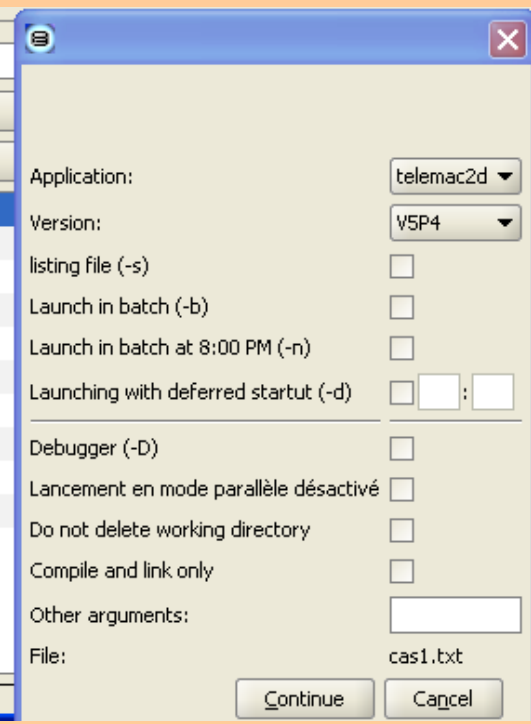 Application: telemac2d
Version: V5P4
listing file (-s)
Launch in batch (-b)
Launch in batch at 8:00 PM (-n)
Launching with deferred startut (-d) :
Debugger (-D)
Lancement en mode parallèle désactivé
Do not delete working directory
Compile and link only
Other arguments:
File: cas1.txt
Continue Cancel